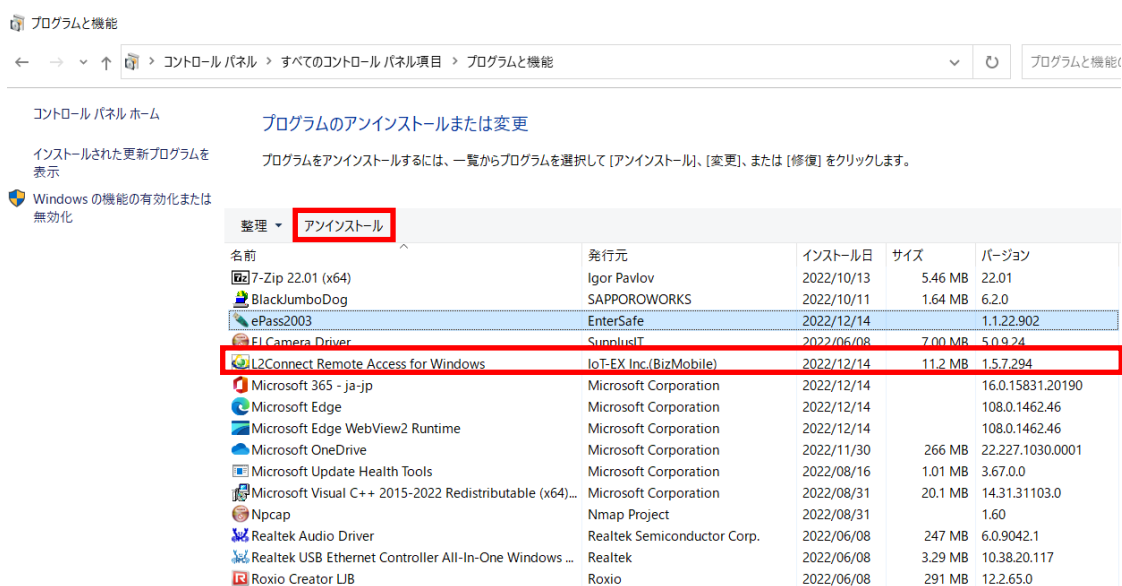 プログラムと機能
コントロール パネル > すべてのコントロール パネル項目 > プログラムと機能
プログラムと機能の
コントロール パネル ホーム
インストールされた更新プログラムを
表示
Windows の機能の有効化または
無効化
プログラムのアンインストールまたは変更
プログラムをアンインストールするには、一覧からプログラムを選択して [アンインストール]、[変更]、または [修復] をクリックします。
整理 アンインストール
名前 発行元 インストール日 サイズ バージョン
7-Zip 22.01 (x64) Igor Pavlov 2022/10/13 5.46 MB 22.01
BlackJumboDog SAPPOROWORKS 2022/10/11 1.64 MB 6.2.0
ePass2003 EnterSafe 2022/12/14 1.1.22.902
FJ Camera Driver SunplusIT 2022/06/08 7.00 MB 5.0.9.24
L2Connect Remote Access for Windows IoT-EX Inc.(BizMobile) 2022/12/14 11.2 MB 1.5.7.294
Microsoft 365 - ja-jp Microsoft Corporation 2022/12/14 16.0.15831.20190
Microsoft Edge Microsoft Corporation 2022/12/14 108.0.1462.46
Microsoft Edge WebView2 Runtime Microsoft Corporation 2022/12/14 108.0.1462.46
Microsoft OneDrive Microsoft Corporation 2022/11/30 266 MB 22.227.1030.0001
Microsoft Update Health Tools Microsoft Corporation 2022/08/16 1.01 MB 3.67.0.0
Microsoft Visual C++ 2015-2022 Redistributable (x64)... Microsoft Corporation 2022/08/31 20.1 MB 14.31.31103.0
Npcap Nmap Project 2022/08/31 1.60
Realtek Audio Driver Realtek Semiconductor Corp. 2022/06/08 247 MB 6.0.9042.1
Realtek USB Ethernet Controller All-In-One Windows ... Realtek 2022/06/08 3.29 MB 10.38.20.117
Roxio Creator LJB Roxio 2022/06/08 291 MB 12.2.65.0